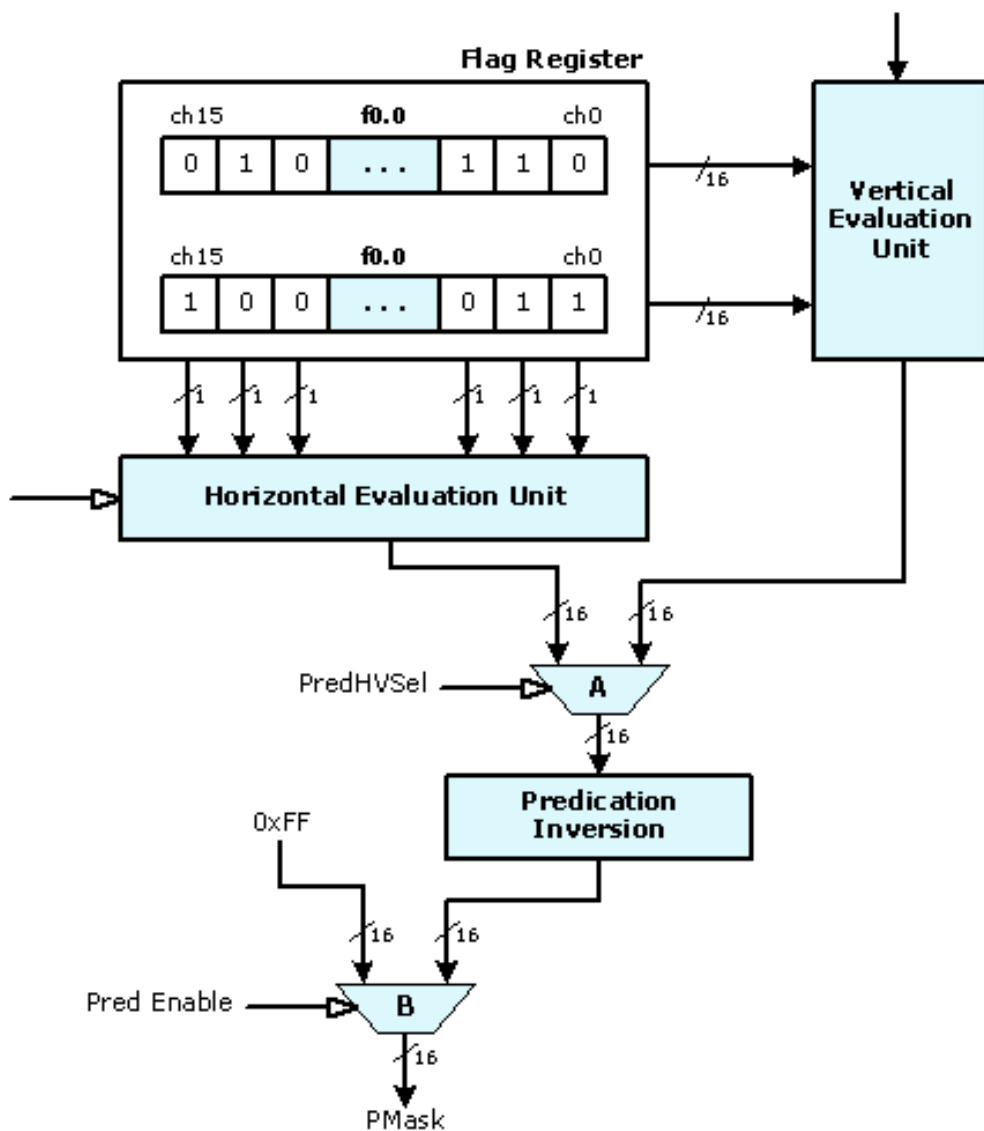 Flag Register
ch15 f0.0 ch0
0 1 0 ... 1 1 0
16
Vertical
Evaluation
Unit
ch15 f0.0 ch0
1 0 0 ... 0 1 1
16
1 1 1 1 1 1
Horizontal Evaluation Unit
16 16
PredHVSel
A
16
Predication
Inversion
0xFF
16 16
Pred Enable
B
16
PMask